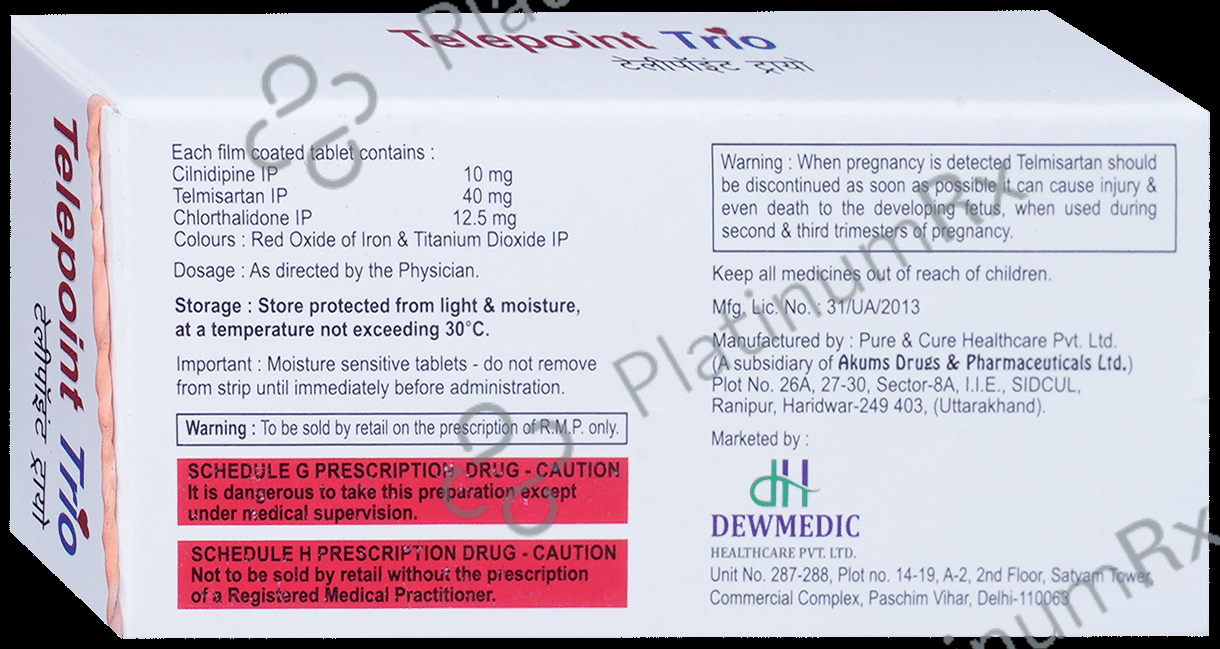 Telepoint Trio
टेलीपॉइंट ट्रायो
Telepoint Trio
टेलीपॉइंट ट्रायो
Each film coated tablet contains :
Cilnidipine IP 10 mg
Telmisartan IP 40 mg
Chlorthalidone IP 12.5 mg
Colours : Red Oxide of Iron & Titanium Dioxide IP
Dosage : As directed by the Physician.
Storage : Store protected from light & moisture,
at a temperature not exceeding 30°C.
Important : Moisture sensitive tablets - do not remove
from strip until immediately before administration.
Warning : To be sold by retail on the prescription of R.M.P. only.
SCHEDULE G PRESCRIPTION DRUG - CAUTION
It is dangerous to take this preparation except
under medical supervision.
SCHEDULE H PRESCRIPTION DRUG - CAUTION
Not to be sold by retail without the prescription
of a Registered Medical Practitioner.
Warning : When pregnancy is detected Telmisartan should
be discontinued as soon as possible it can cause injury &
even death to the developing fetus, when used during
second & third trimesters of pregnancy.
Keep all medicines out of reach of children.
Mfg. Lic. No. : 31/UA/2013
Manufactured by : Pure & Cure Healthcare Pvt. Ltd.
(A subsidiary of Akums Drugs & Pharmaceuticals Ltd.)
Plot No. 26A, 27-30, Sector-8A, I.I.E., SIDCUL,
Ranipur, Haridwar-249 403, (Uttarakhand).
Marketed by :
dH
DEWMEDIC
HEALTHCARE PVT. LTD.
Unit No. 287-288, Plot no. 14-19, A-2, 2nd Floor, Satyam Tower,
Commercial Complex, Paschim Vihar, Delhi-110063
PlatinumRx
Platin
PlatinumRx
inumRx